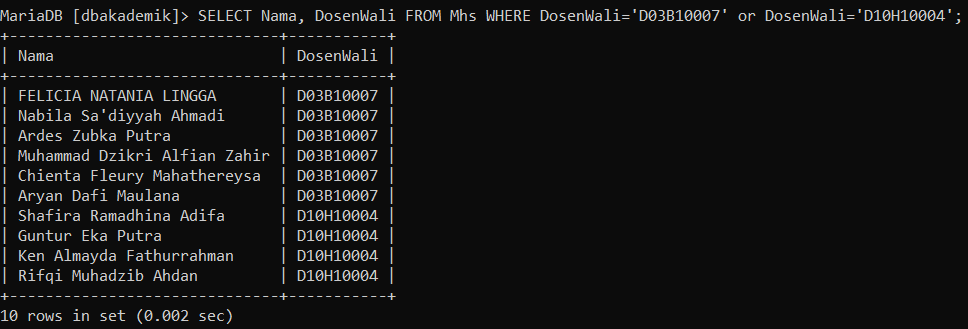 MariaDB [dbakademik]> SELECT Nama, DosenWali FROM Mhs WHERE DosenWali='D03B10007' or DosenWali='D10H10004';
+------------------------------+-----------+
| Nama                         | DosenWali |
+------------------------------+-----------+
| FELICIA NATANIA LINGGA       | D03B10007 |
| Nabila Sa'diyyah Ahmadi      | D03B10007 |
| Ardes Zubka Putra            | D03B10007 |
| Muhammad Dzikri Alfian Zahir | D03B10007 |
| Chienta Fleury Mahathereysa  | D03B10007 |
| Aryan Dafi Maulana           | D03B10007 |
| Shafira Ramadhina Adifa      | D10H10004 |
| Guntur Eka Putra             | D10H10004 |
| Ken Almayda Fathurrahman     | D10H10004 |
| Rifqi Muhadzib Ahdan         | D10H10004 |
+------------------------------+-----------+
10 rows in set (0.002 sec)